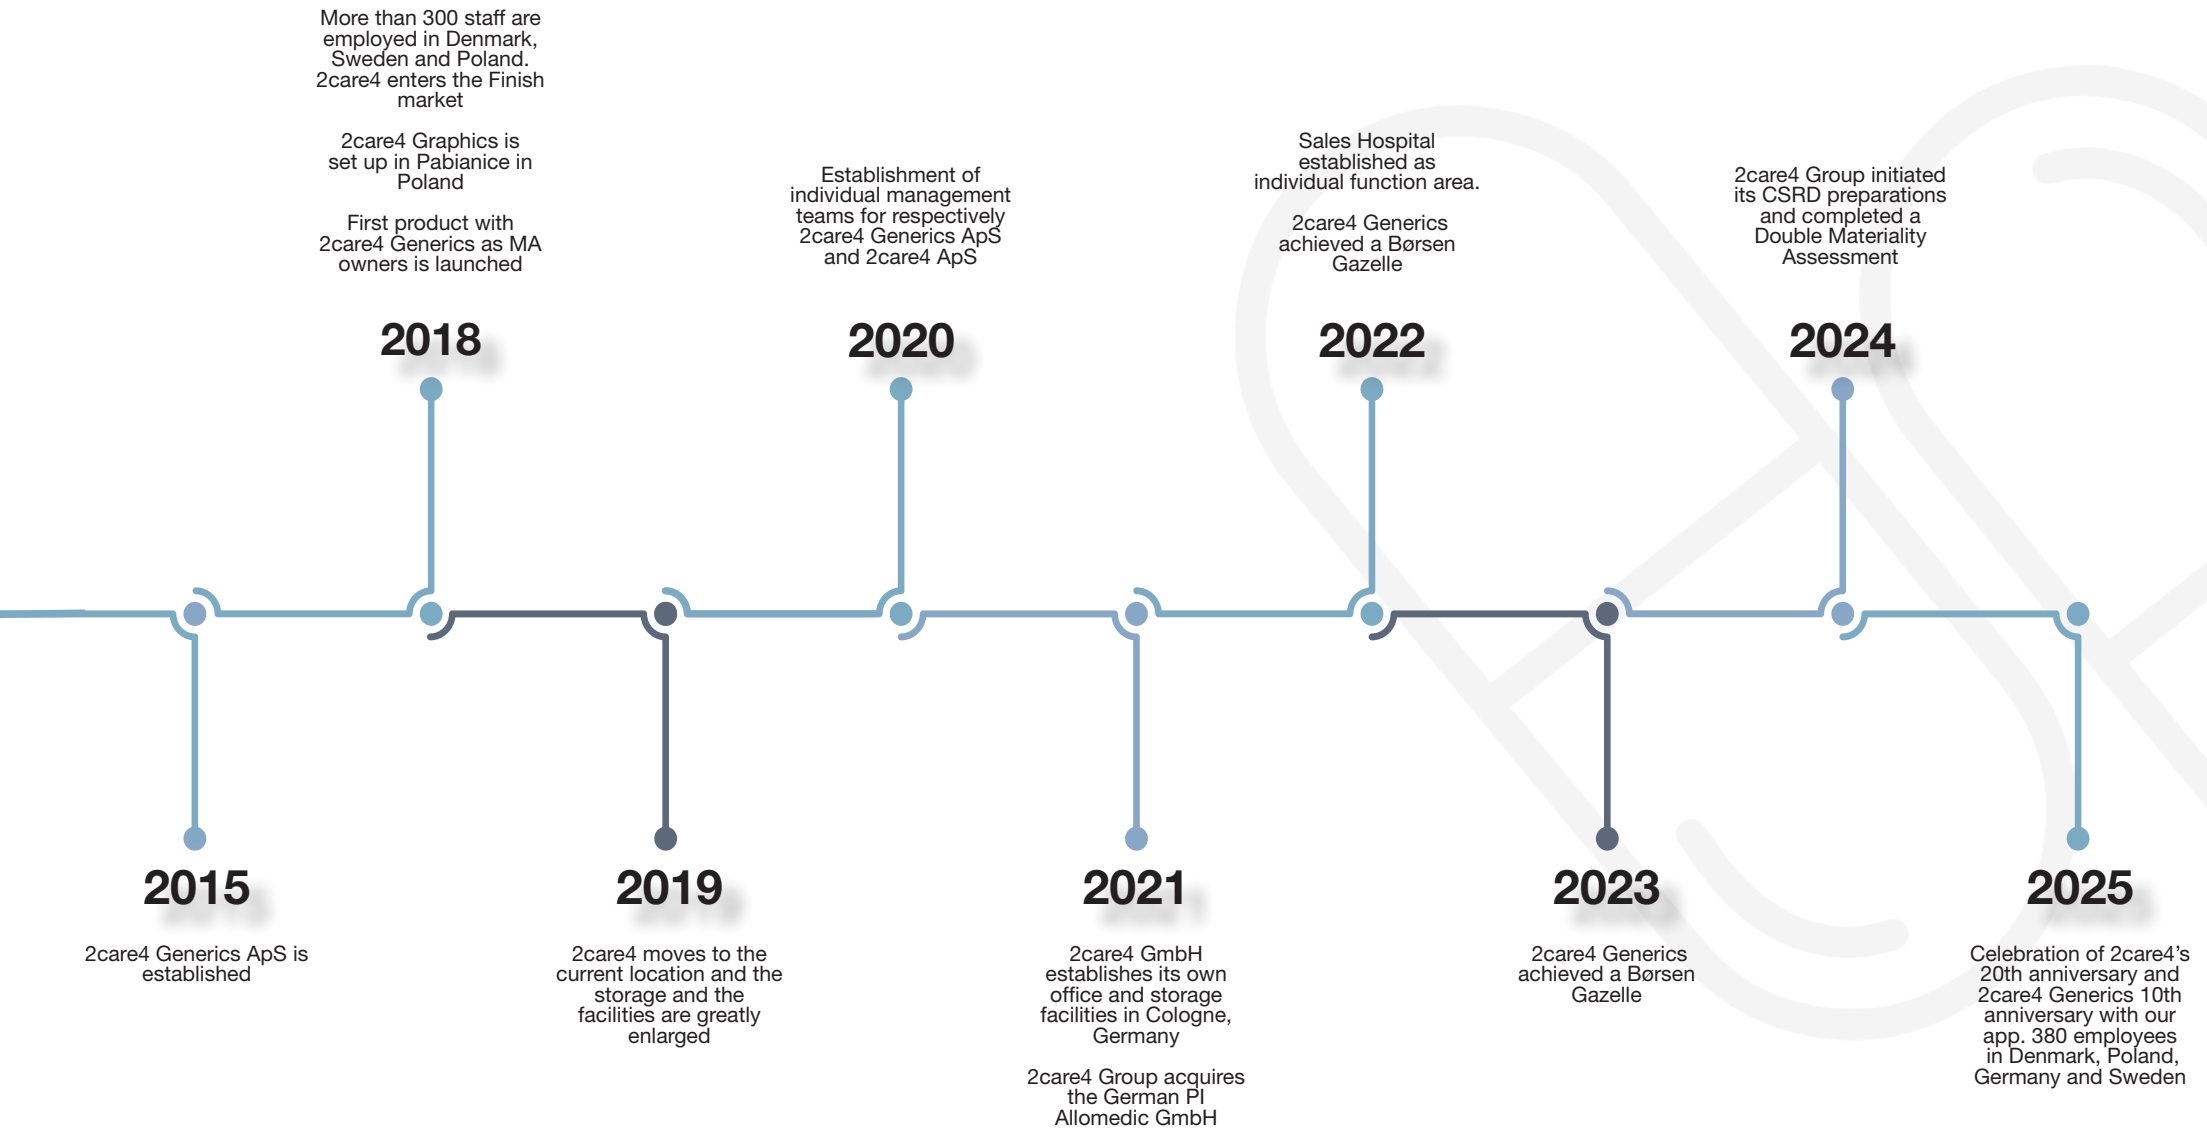 More than 300 staff are
employed in Denmark,
Sweden and Poland.
2care4 enters the Finish
market
2care4 Graphics is
set up in Pabianice in
Poland
First product with
2care4 Generics as MA
owners is launched
2018
Establishment of
individual management
teams for respectively
2care4 Generics ApS
and 2care4 ApS
2020
Sales Hospital
established as
individual function area.
2care4 Generics
achieved a Børsen
Gazelle
2022
2care4 Group initiated
its CSRD preparations
and completed a
Double Materiality
Assessment
2024
2015
2care4 Generics ApS is
established
2019
2care4 moves to the
current location and the
storage and the
facilities are greatly
enlarged
2021
2care4 GmbH
establishes its own
office and storage
facilities in Cologne,
Germany
2care4 Group acquires
the German PI
Allomedic GmbH
2023
2care4 Generics
achieved a Børsen
Gazelle
2025
Celebration of 2care4’s
20th anniversary and
2care4 Generics 10th
anniversary with our
app. 380 employees
in Denmark, Poland,
Germany and Sweden